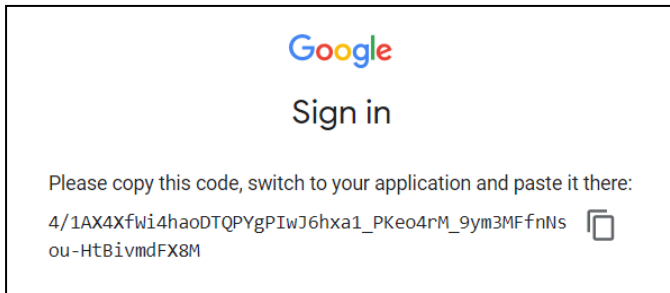 Google
Sign in
Please copy this code, switch to your application and paste it there:
4/1AX4XfWi4haoDTQPYgPIwJ6hxa1_PKeo4rM_9ym3MFfnNs
ou-HtBivmdFX8M